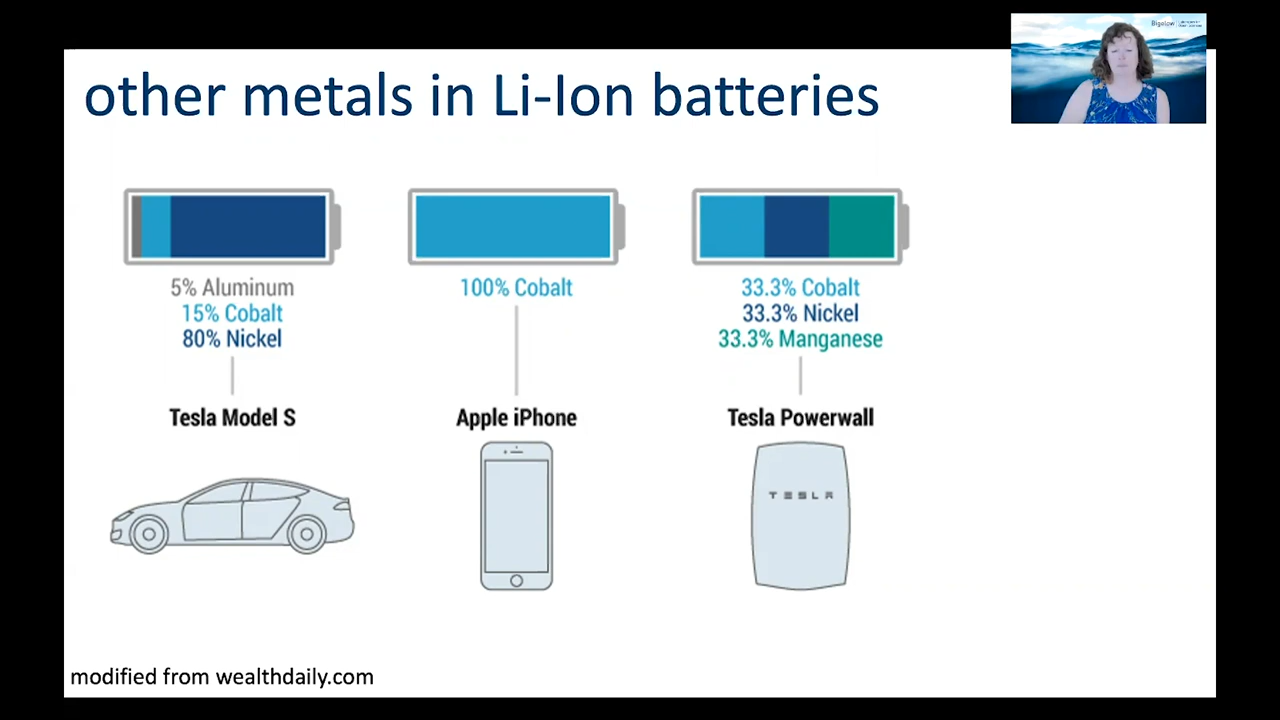 Bigelow
other metals in Li-Ion batteries
5% Aluminum
15% Cobalt
80% Nickel
Tesla Model S
100% Cobalt
Apple iPhone
33.3% Cobalt
33.3% Nickel
33.3% Manganese
Tesla Powerwall
TESLA
modified from wealthdaily.com